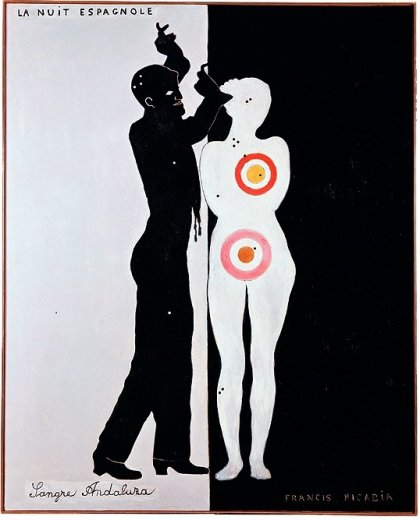 LA NUIT ESPAGNOLE
Sangre Andaluza
FRANCIS PICABIA